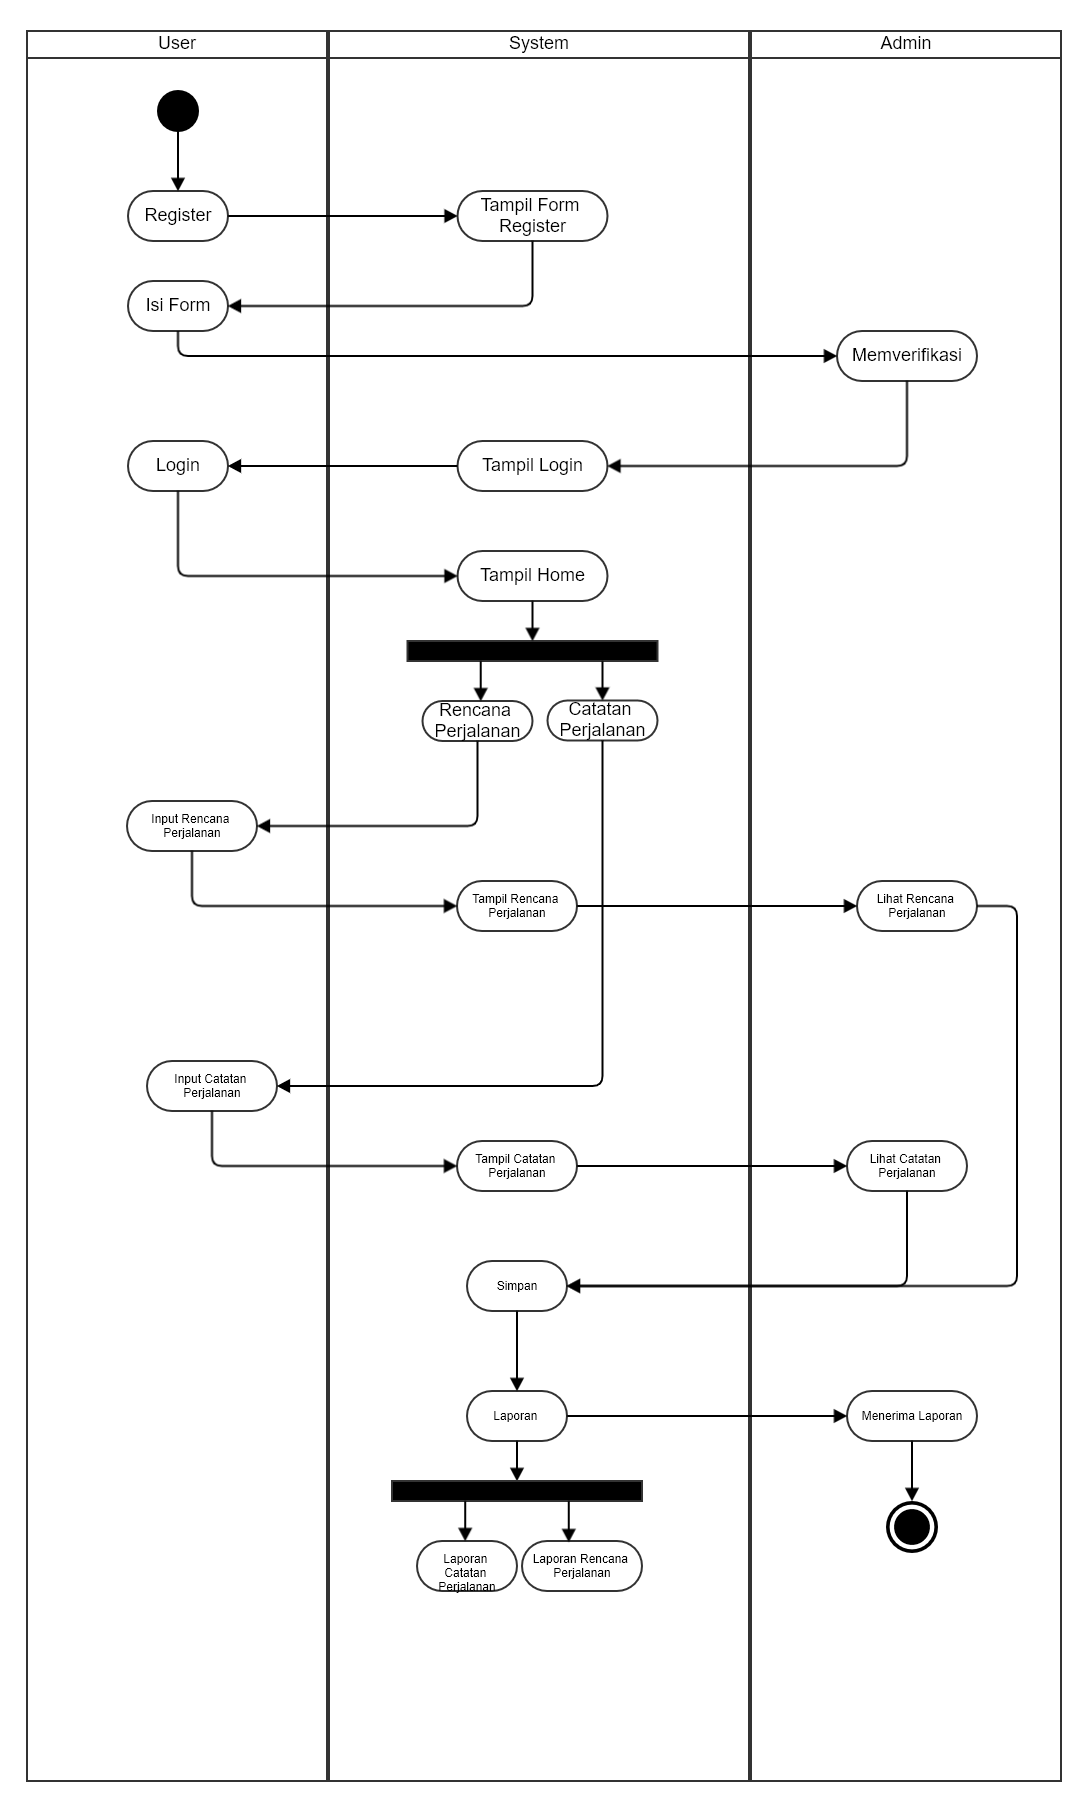 User
System
Admin
Register
Tampil Form
Register
Isi Form
Memverifikasi
Login
Tampil Login
Tampil Home
Rencana
Perjalanan
Catatan
Perjalanan
Input Rencana
Perjalanan
Tampil Rencana
Perjalanan
Lihat Rencana
Perjalanan
Input Catatan
Perjalanan
Tampil Catatan
Perjalanan
Lihat Catatan
Perjalanan
Simpan
Laporan
Menerima Laporan
Laporan
Catatan
Perjalanan
Laporan Rencana
Perjalanan